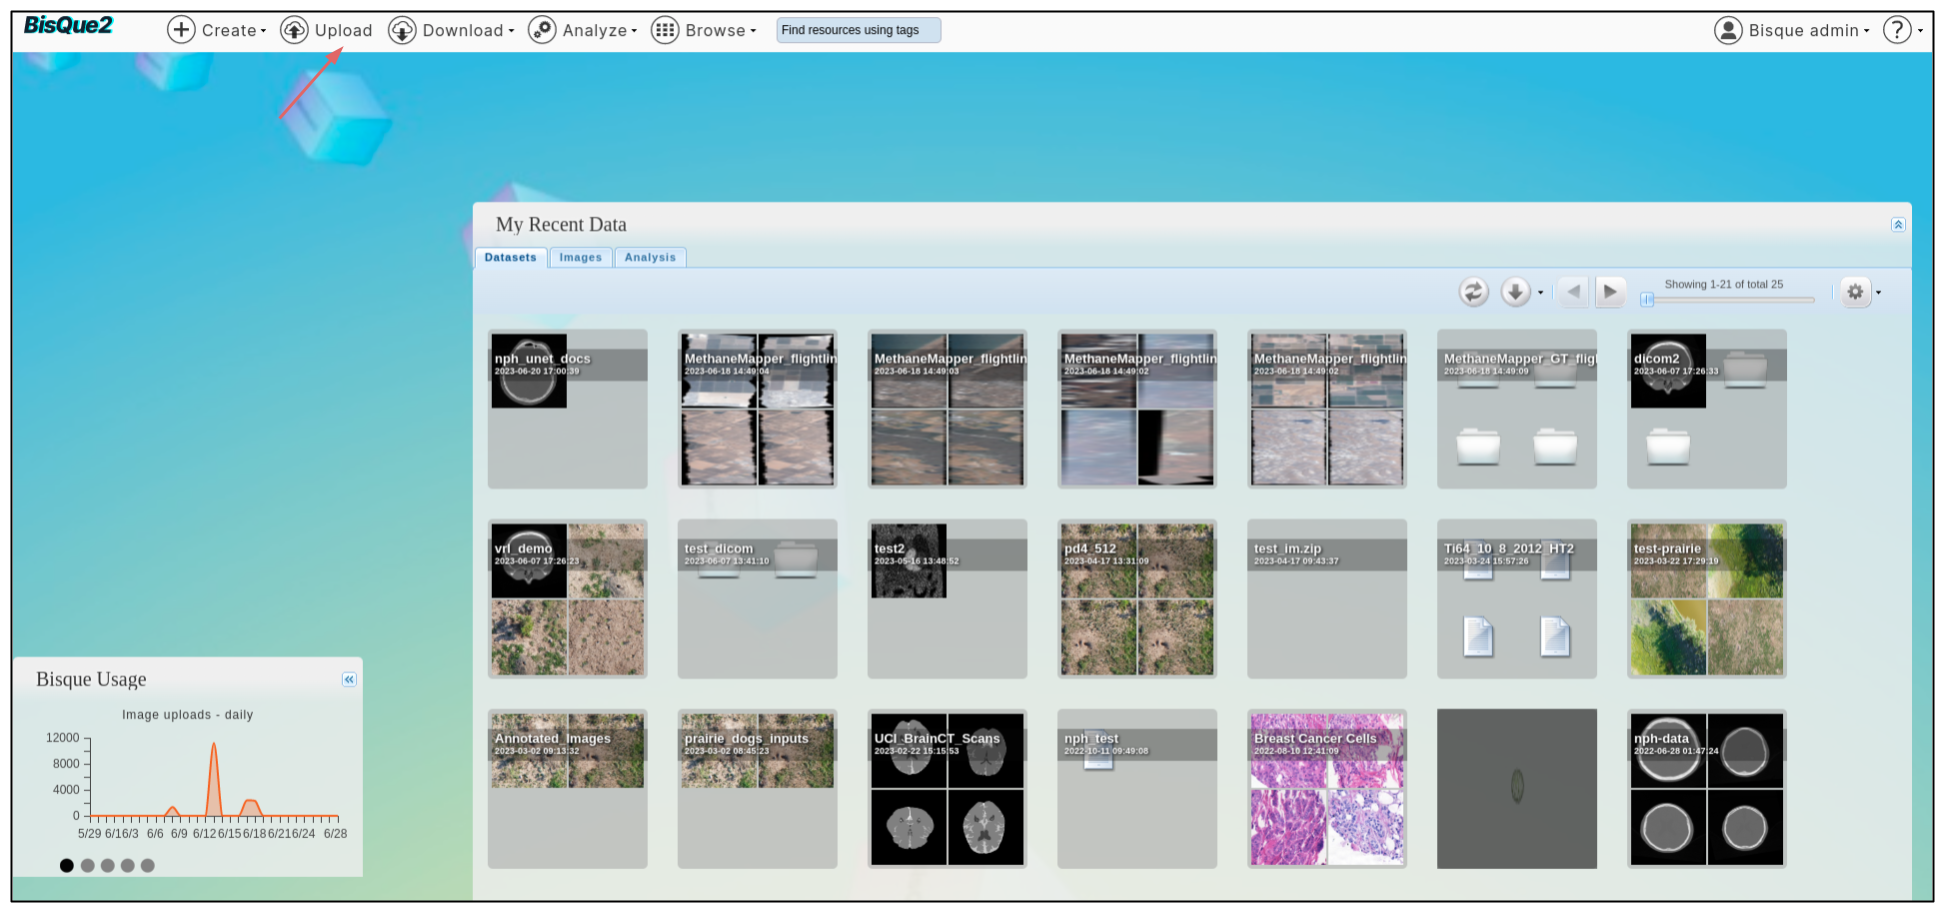 BisQue2
Create
Upload
Download
Analyze
Browse
Find resources using tags
Bisque admin
?
My Recent Data
Datasets
Images
Analysis
Showing 1-21 of total 25
nph_unet_docs
2023-06-20 17:00:39
MethaneMapper_flightlin
2023-06-18 14:49:04
MethaneMapper_flightlin
2023-06-18 14:49:03
MethaneMapper_flightlin
2023-06-18 14:49:02
MethaneMapper_flightlin
2023-06-18 14:49:02
MethaneMapper_GT_fligl
2023-06-18 14:49:09
dicom2
2023-06-07 17:26:33
vrl_demo
2023-06-07 17:26:23
test_dicom
2023-06-07 13:41:10
test2
2023-05-16 13:48:52
pd4_512
2023-04-17 13:31:09
test_im.zip
2023-04-17 09:43:37
Ti64_10_8_2012_HT2
2023-03-24 15:57:26
test-prairie
2023-03-22 17:29:19
Annotated_Images
2023-03-02 09:13:32
prairie_dogs_inputs
2023-03-02 08:45:23
UCI_BrainCT_Scans
2023-02-22 15:15:53
nph_test
2022-10-11 09:49:08
Breast Cancer Cells
2022-08-10 12:41:09
nph-data
2022-06-28 01:47:24
Bisque Usage
Image uploads - daily
12000
8000
4000
0
5/29 6/16/3 6/6 6/9 6/12 6/15 6/18 6/21 6/24 6/28